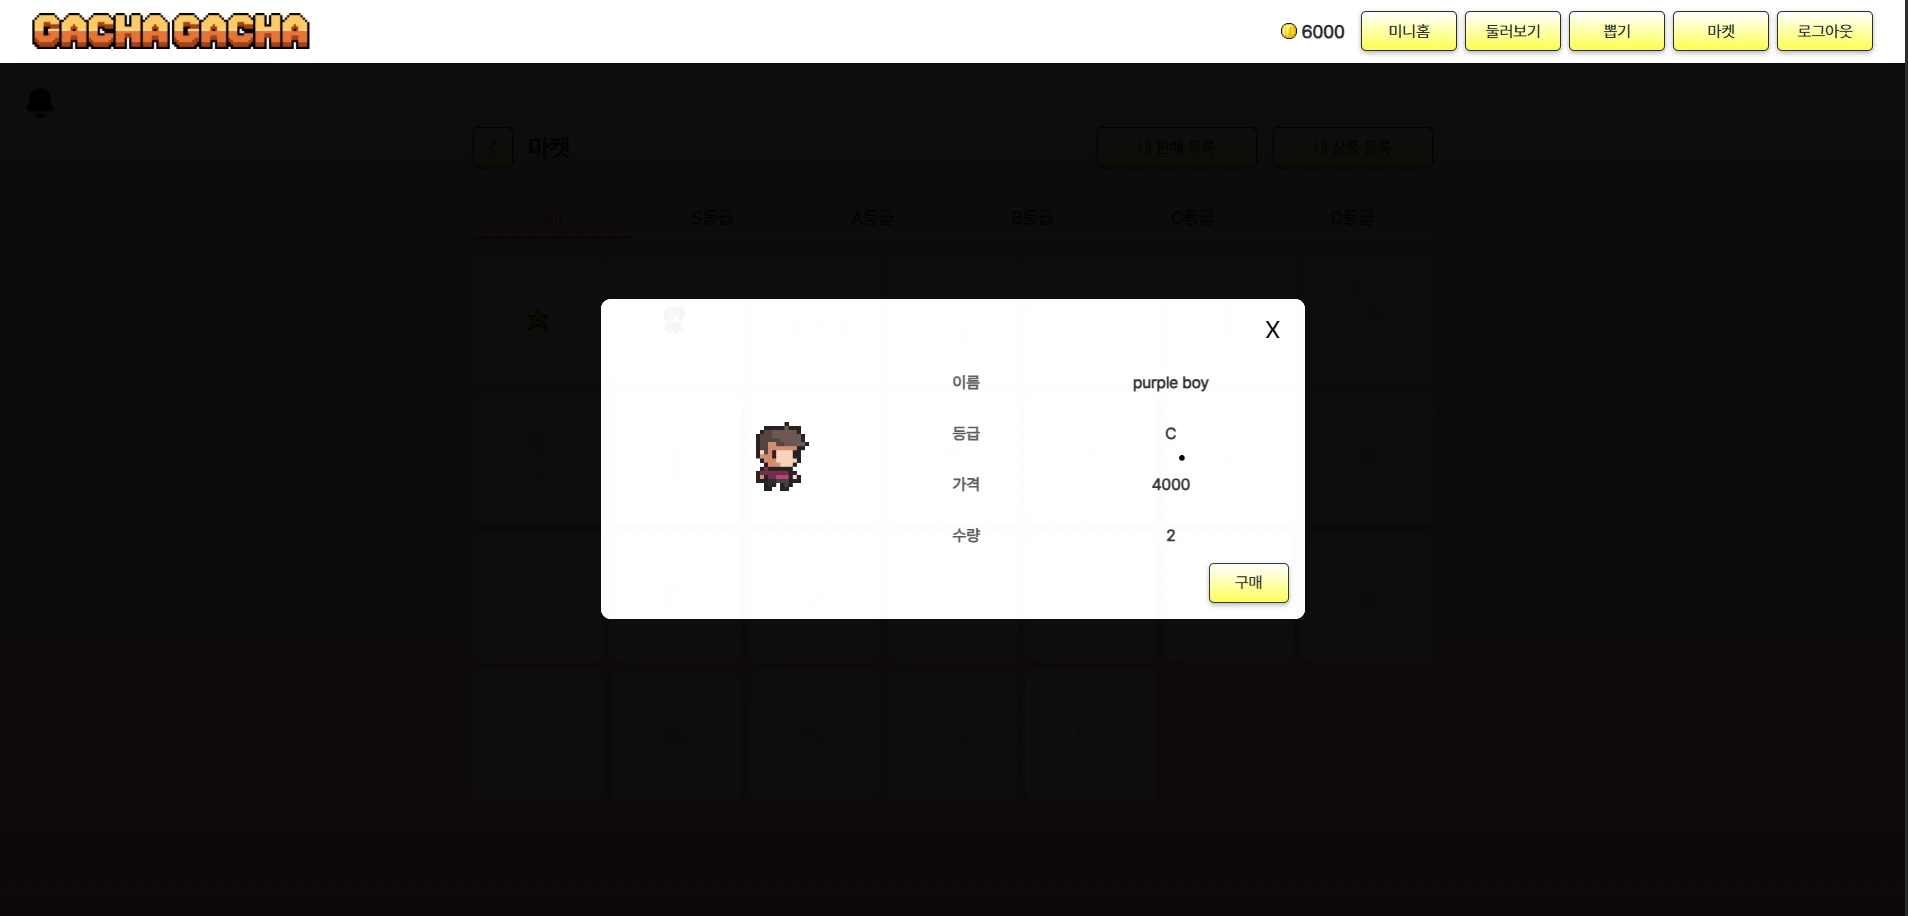 GACHA GACHA
6000
미니홈
둘러보기
뽑기
마켓
로그아웃
마켓
내 판매 목록
내 상품 등록
All
S등급
A등급
B등급
C등급
D등급
X
이름
purple boy
등급
C
가격
4000
수량
2
구매